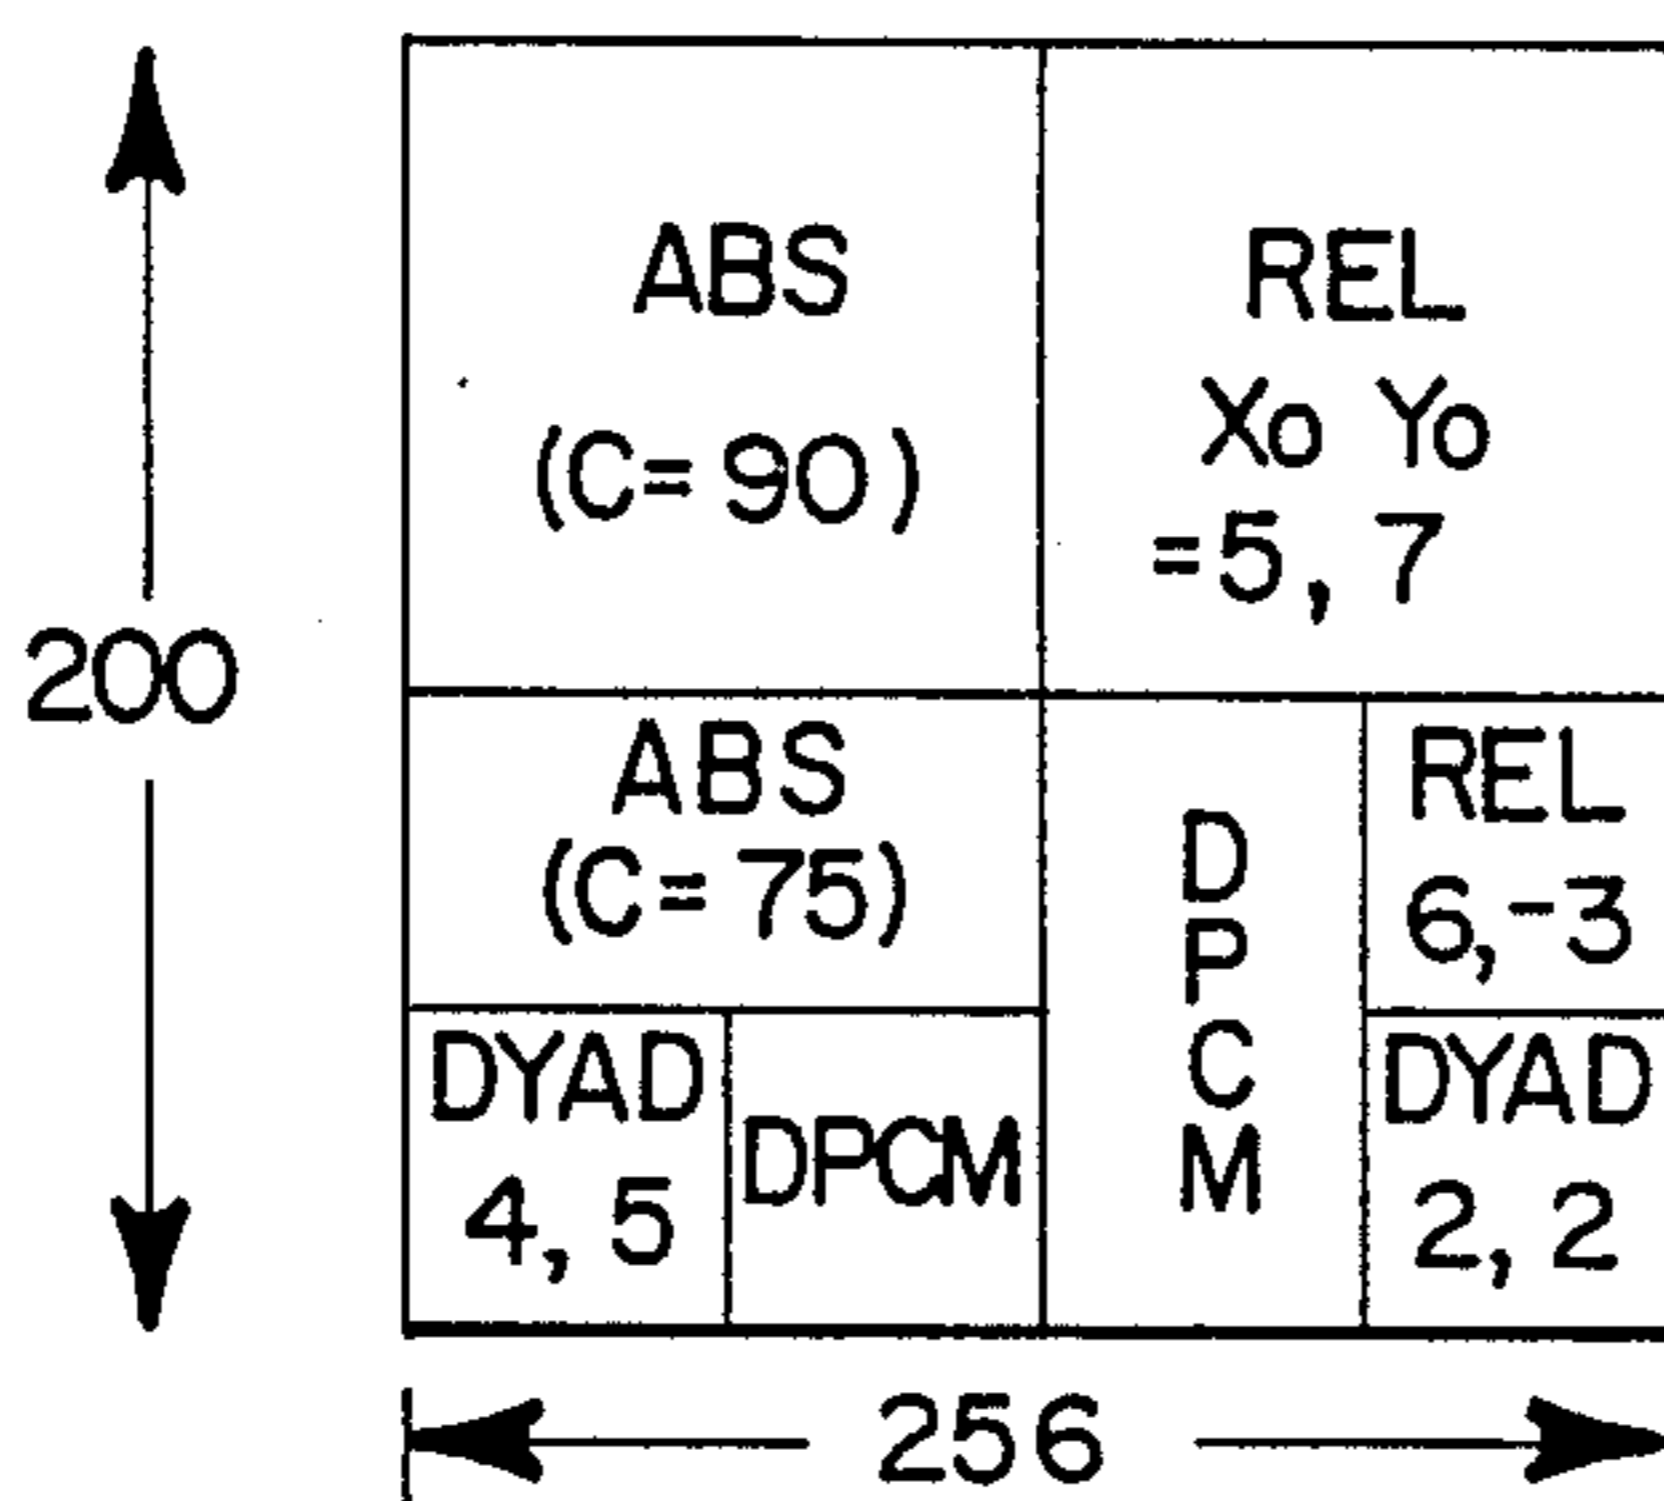 ABS
(C=90)
REL
Xo Yo
=5, 7
200
ABS
(C=75)
D
P
C
M
REL
6,-3
DYAD
4, 5
DPCM
DYAD
2, 2
256